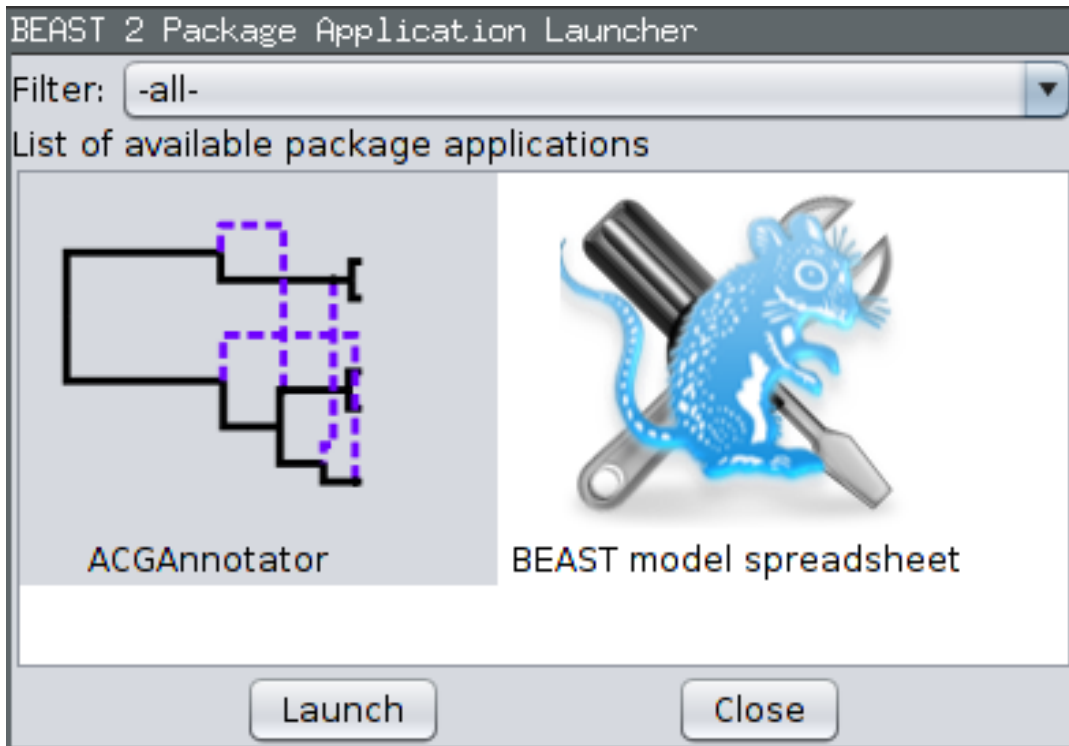 BEAST 2 Package Application Launcher
Filter: -all-
List of available package applications
ACGAnnotator BEAST model spreadsheet
Launch Close